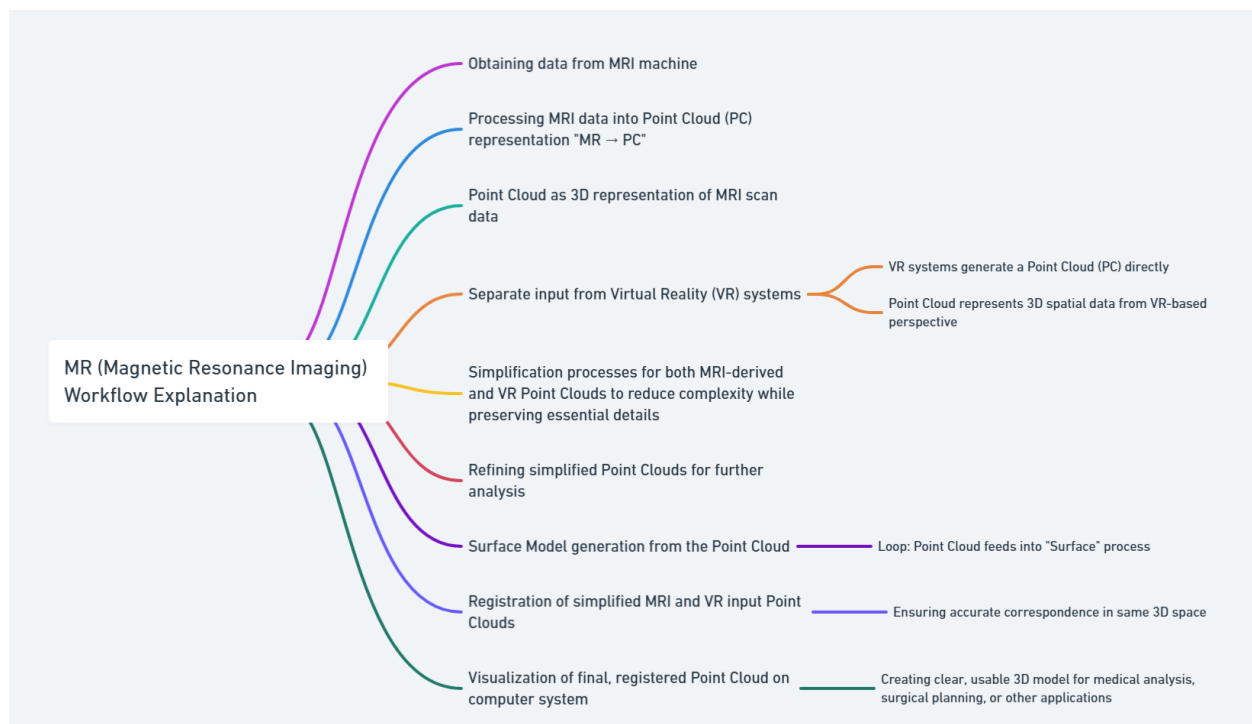 Obtaining data from MRI machine
Processing MRI data into Point Cloud (PC)
representation "MR → PC"
Point Cloud as 3D representation of MRI scan
data
Separate input from Virtual Reality (VR) systems
VR systems generate a Point Cloud (PC) directly
Point Cloud represents 3D spatial data from VR-based
perspective
MR (Magnetic Resonance Imaging)
Workflow Explanation
Simplification processes for both MRI-derived
and VR Point Clouds to reduce complexity while
preserving essential details
Refining simplified Point Clouds for further
analysis
Surface Model generation from the Point Cloud
Loop: Point Cloud feeds into "Surface" process
Registration of simplified MRI and VR input Point
Clouds
Ensuring accurate correspondence in same 3D space
Visualization of final, registered Point Cloud on
computer system
Creating clear, usable 3D model for medical analysis,
surgical planning, or other applications